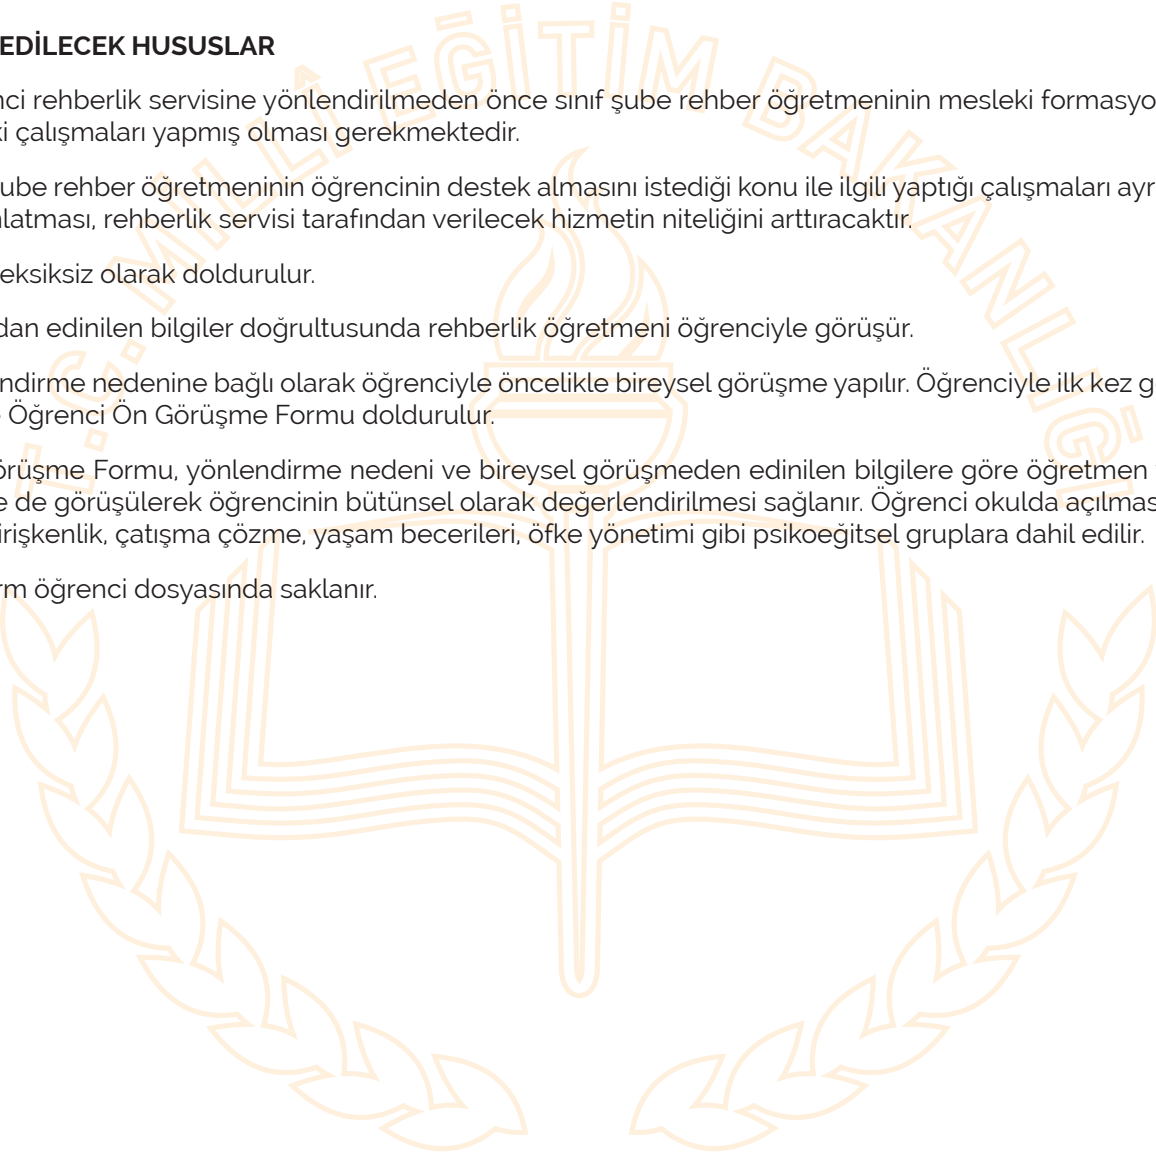 EDİLECEK HUSUSLAR
nci rehberlik servisine yönlendirilmeden önce sınıf şube rehber öğretmeninin mesleki formasyo
ki çalışmaları yapmış olması gerekmektedir.
ube rehber öğretmeninin öğrencinin destek almasını istediği konu ile ilgili yaptığı çalışmaları ayr
latması, rehberlik servisi tarafından verilecek hizmetin niteliğini arttıracaktır.
eksiksiz olarak doldurulur.
dan edinilen bilgiler doğrultusunda rehberlik öğretmeni öğrenciyle görüşür.
ndirme nedenine bağlı olarak öğrenciyle öncelikle bireysel görüşme yapılır. Öğrenciyle ilk kez g
Öğrenci Ön Görüşme Formu doldurulur.
örüşme Formu, yönlendirme nedeni ve bireysel görüşmeden edinilen bilgilere göre öğretmen
e de görüşülerek öğrencinin bütünsel olarak değerlendirilmesi sağlanır. Öğrenci okulda açılmas
irişkenlik, çatışma çözme, yaşam becerileri, öfke yönetimi gibi psikoeğitsel gruplara dahil edilir.
rm öğrenci dosyasında saklanır.
T.C. MİLLÎ EĞİTİM BAKANLIĞI